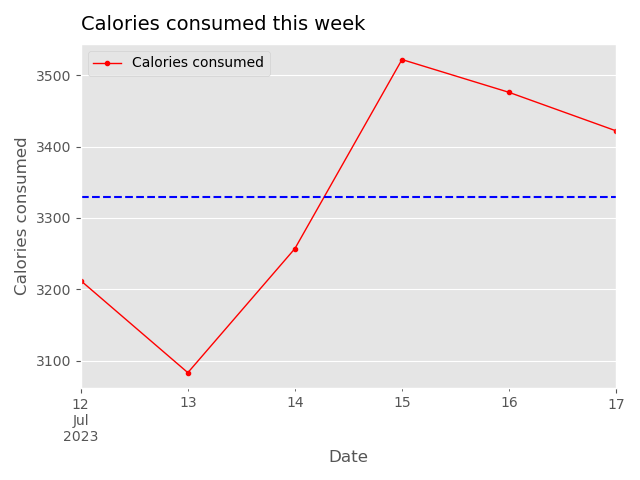 Calories consumed this week
Calories consumed
3500
3400
3300
3200
3100
Calories consumed
12
Jul
2023
13
14
15
16
17
Date